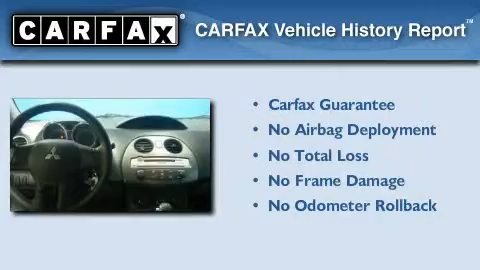 CARFAX® CARFAX Vehicle History Report™
• Carfax Guarantee
• No Airbag Deployment
• No Total Loss
• No Frame Damage
• No Odometer Rollback